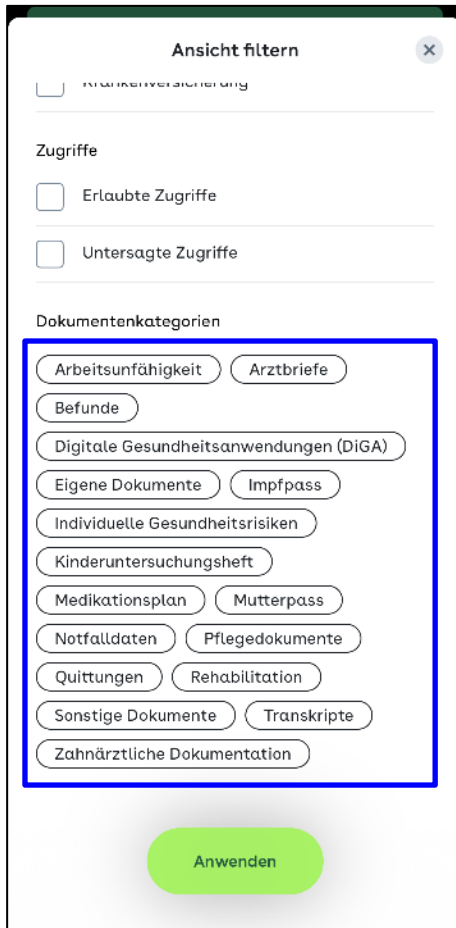 Ansicht filtern
Krankenversicherung
Zugriffe
Erlaubte Zugriffe
Untersagte Zugriffe
Dokumentenkategorien
Arbeitsunfähigkeit Arztbriefe
Befunde
Digitale Gesundheitsanwendungen (DiGA)
Eigene Dokumente Impfpass
Individuelle Gesundheitsrisiken
Kinderuntersuchungsheft
Medikationsplan Mutterpass
Notfalldaten Pflegedokumente
Quittungen Rehabilitation
Sonstige Dokumente Transkripte
Zahnärztliche Dokumentation
Anwenden